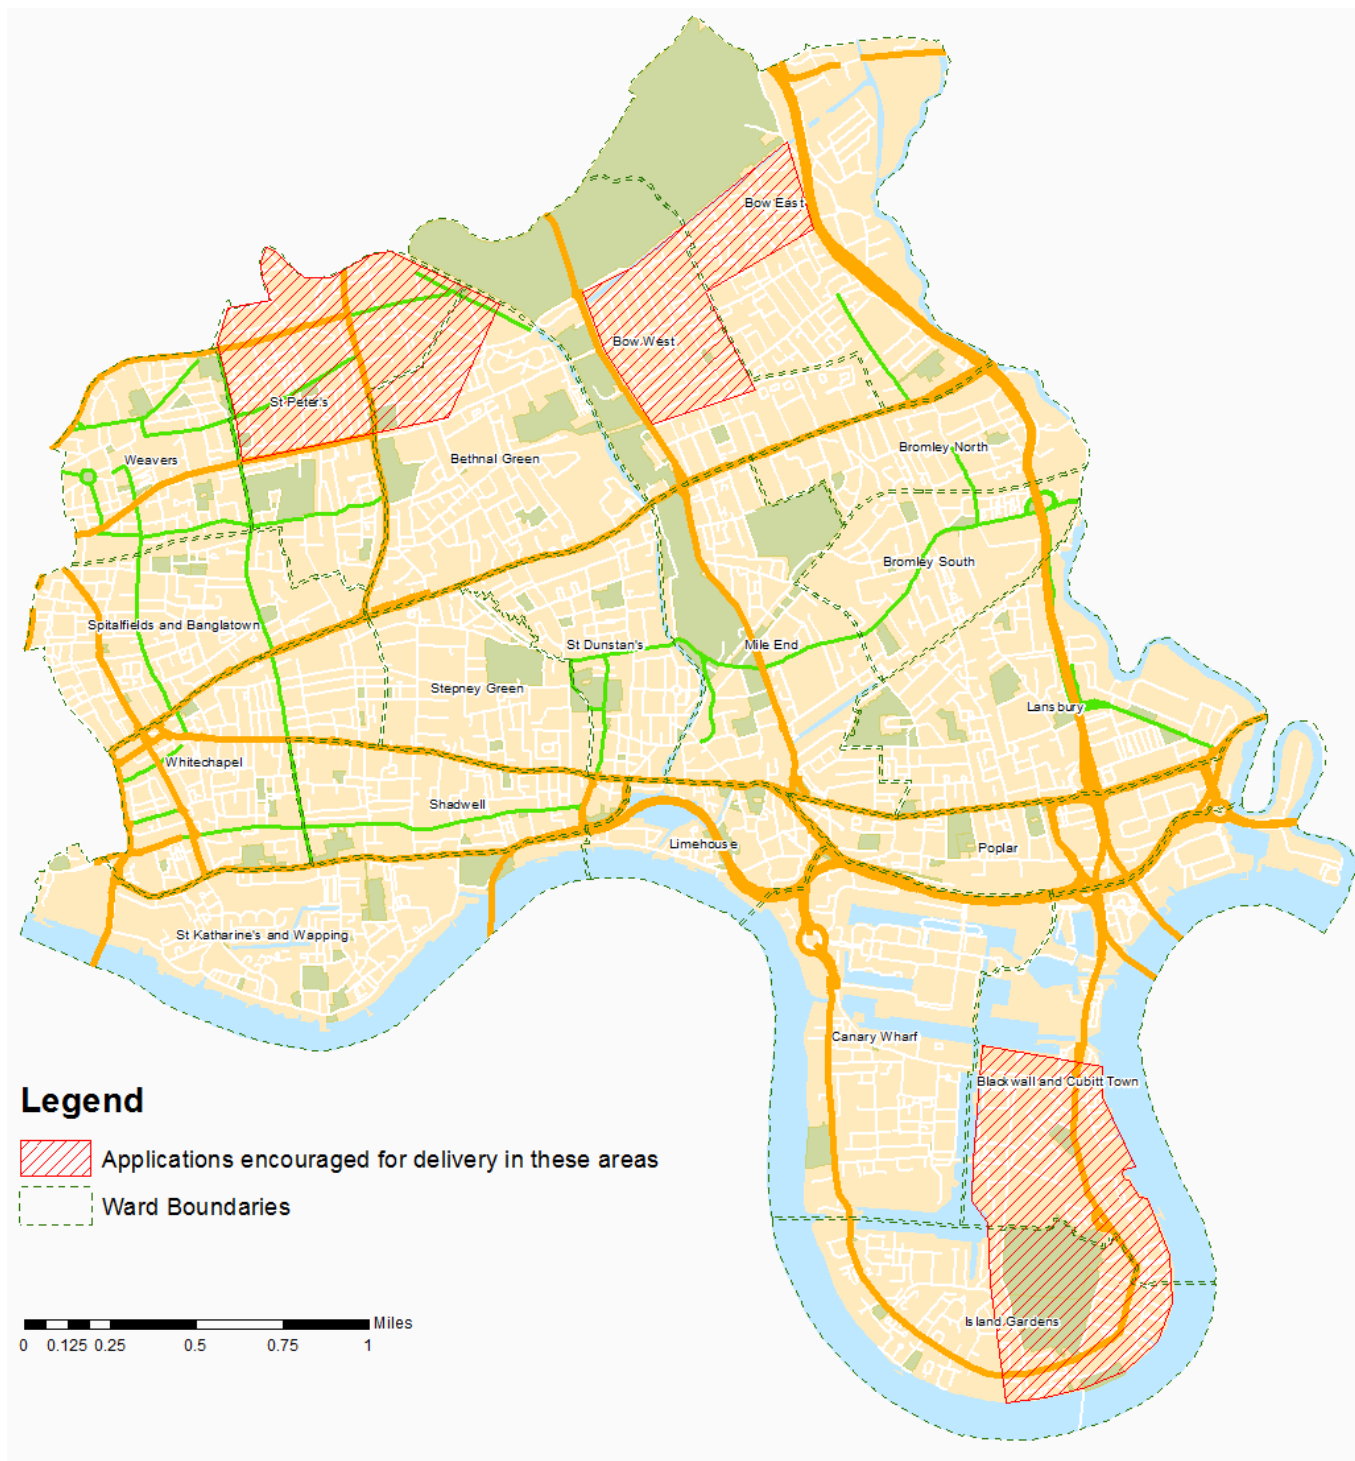 Bow East
Bow West
St Peter's
Weavers
Bethnal Green
Bromley North
Bromley South
Spitalfields and Banglatown
St Dunstan's
Mile End
Stepney Green
Lansbury
Whitechapel
Shadwell
Limehouse
Poplar
St Katharine's and Wapping
Canary Wharf
Blackwall and Cubitt Town
Island Gardens
Legend
Applications encouraged for delivery in these areas
Ward Boundaries
Miles
0 0.125 0.25 0.5 0.75 1